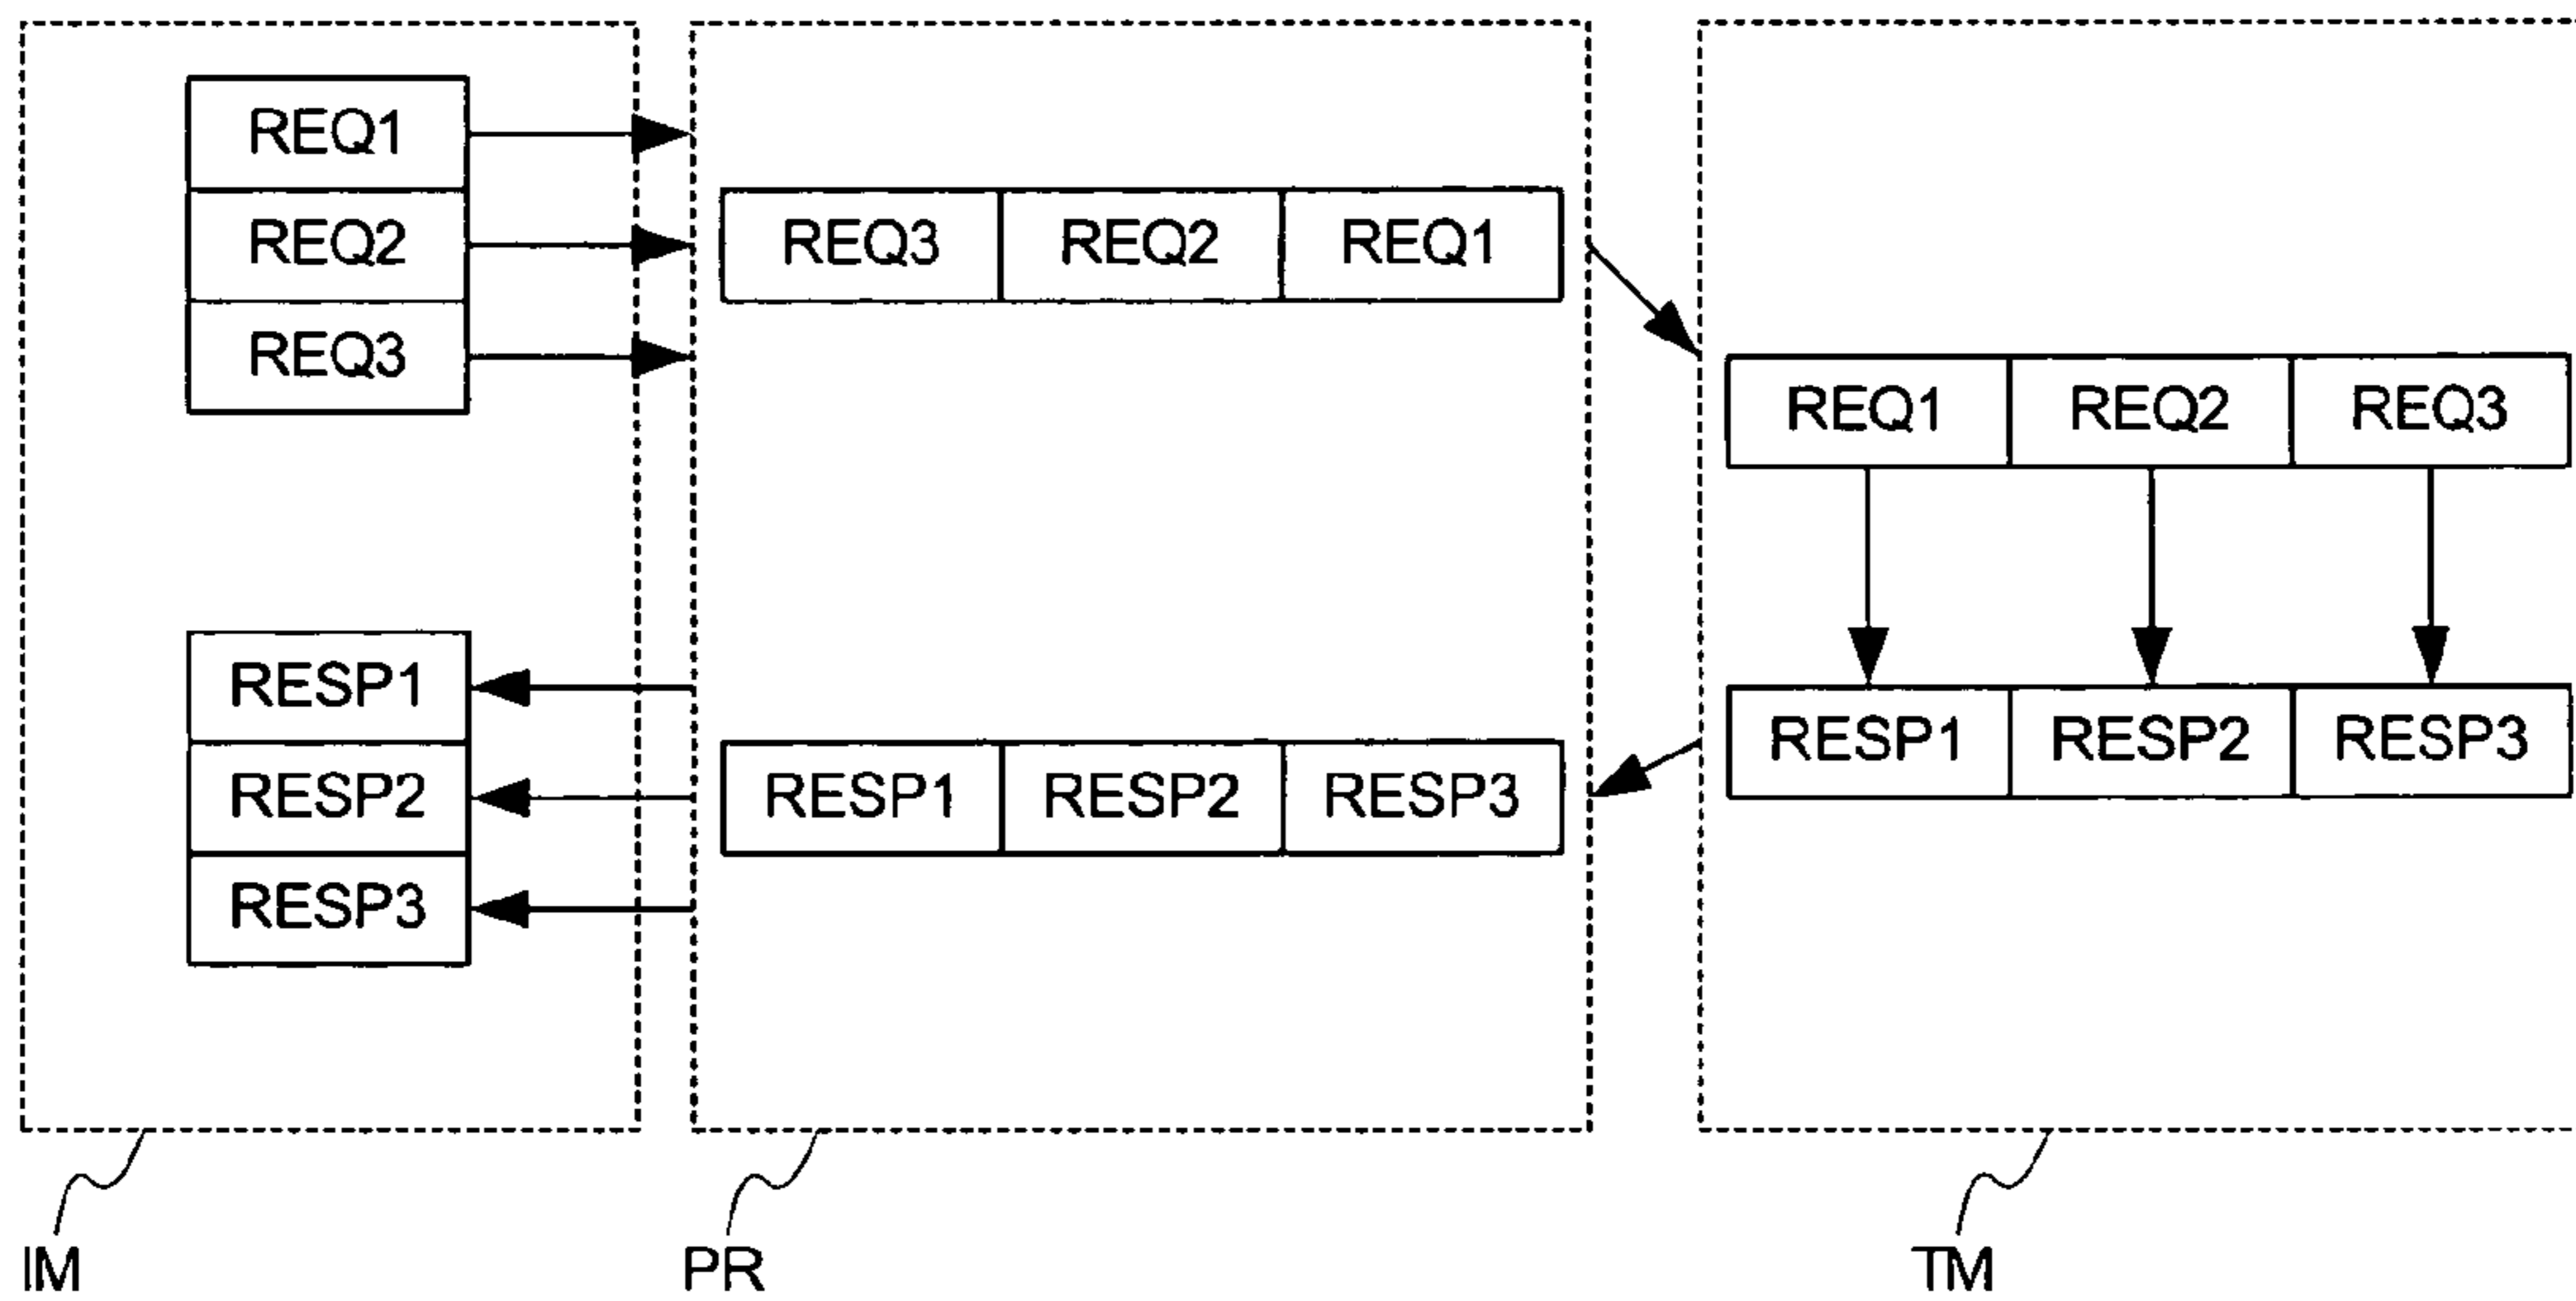 REQ1
REQ2
REQ3
REQ3 REQ2 REQ1
REQ1 REQ2 REQ3
RESP1
RESP2
RESP3
RESP1 RESP2 RESP3
RESP1 RESP2 RESP3
IM
PR
TM